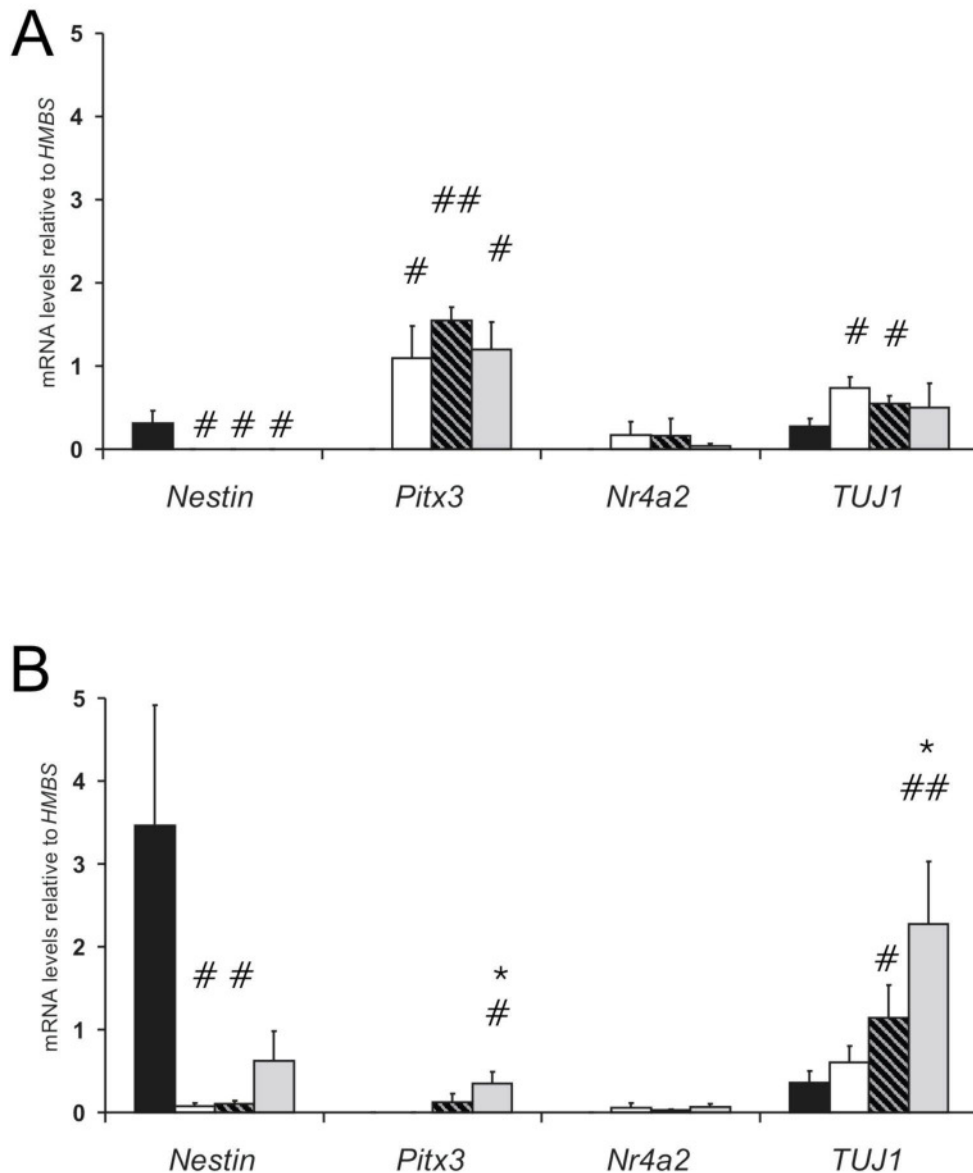 A
mRNA levels relative to HMBS
5
4
3
2
1
0
##
# #
# #
# # #
Nestin Pitx3 Nr4a2 TUJ1
B
mRNA levels relative to HMBS
5
4
3
2
1
0
*
##
# # * #
#
Nestin Pitx3 Nr4a2 TUJ1